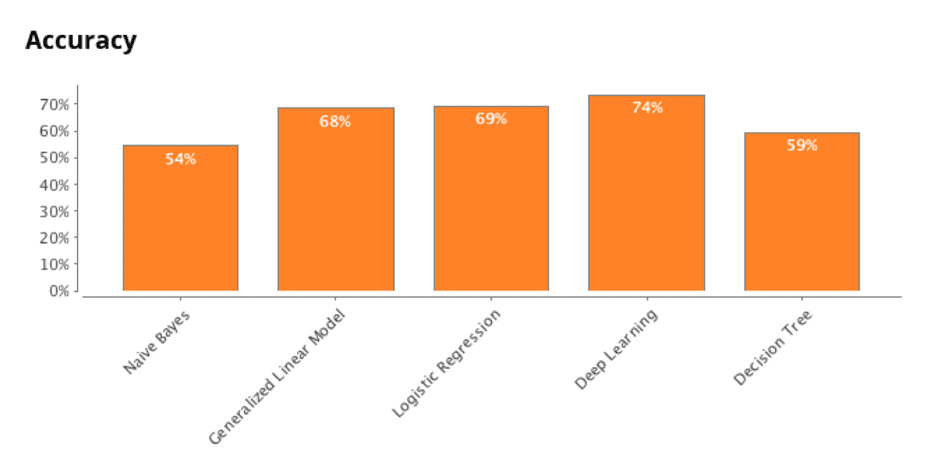 Accuracy
70%
60%
50%
40%
30%
20%
10%
0%
54%
68%
69%
74%
59%
Naive Bayes
Generalized Linear Model
Logistic Regression
Deep Learning
Decision Tree